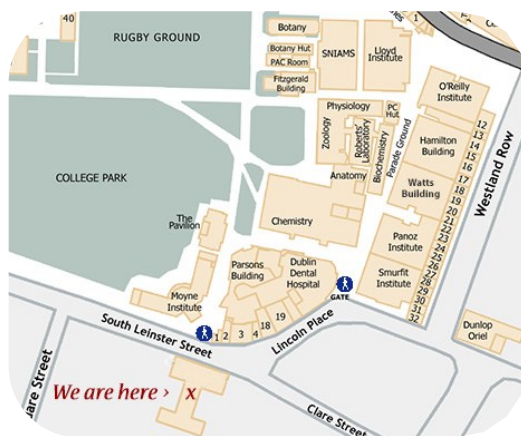 40
RUGBY GROUND
Botany
Botany Hut
PAC Room
Fitzgerald
Building
SNIAMS
Lloyd
Institute
1
O'Reilly
Institute
Physiology
PC
Hut
Zoology
Roberts'
Laboratory
Biochemistry
Parade Ground
Anatomy
Hamilton
Building
Watts
Building
12
13
14
15
16
17
18
19
20
21
22
23
24
25
26
27
28
29
30
31
32
Westland Row
COLLEGE PARK
The
Pavilion
Chemistry
Panoz
Institute
Parsons
Building
Dublin
Dental
Hospital
Smurfit
Institute
GATE
Moyne
Institute
1
2
3
4
18
19
South Leinster Street
Lincoln Place
Dunlop
Oriel
We are here › x
Clare Street